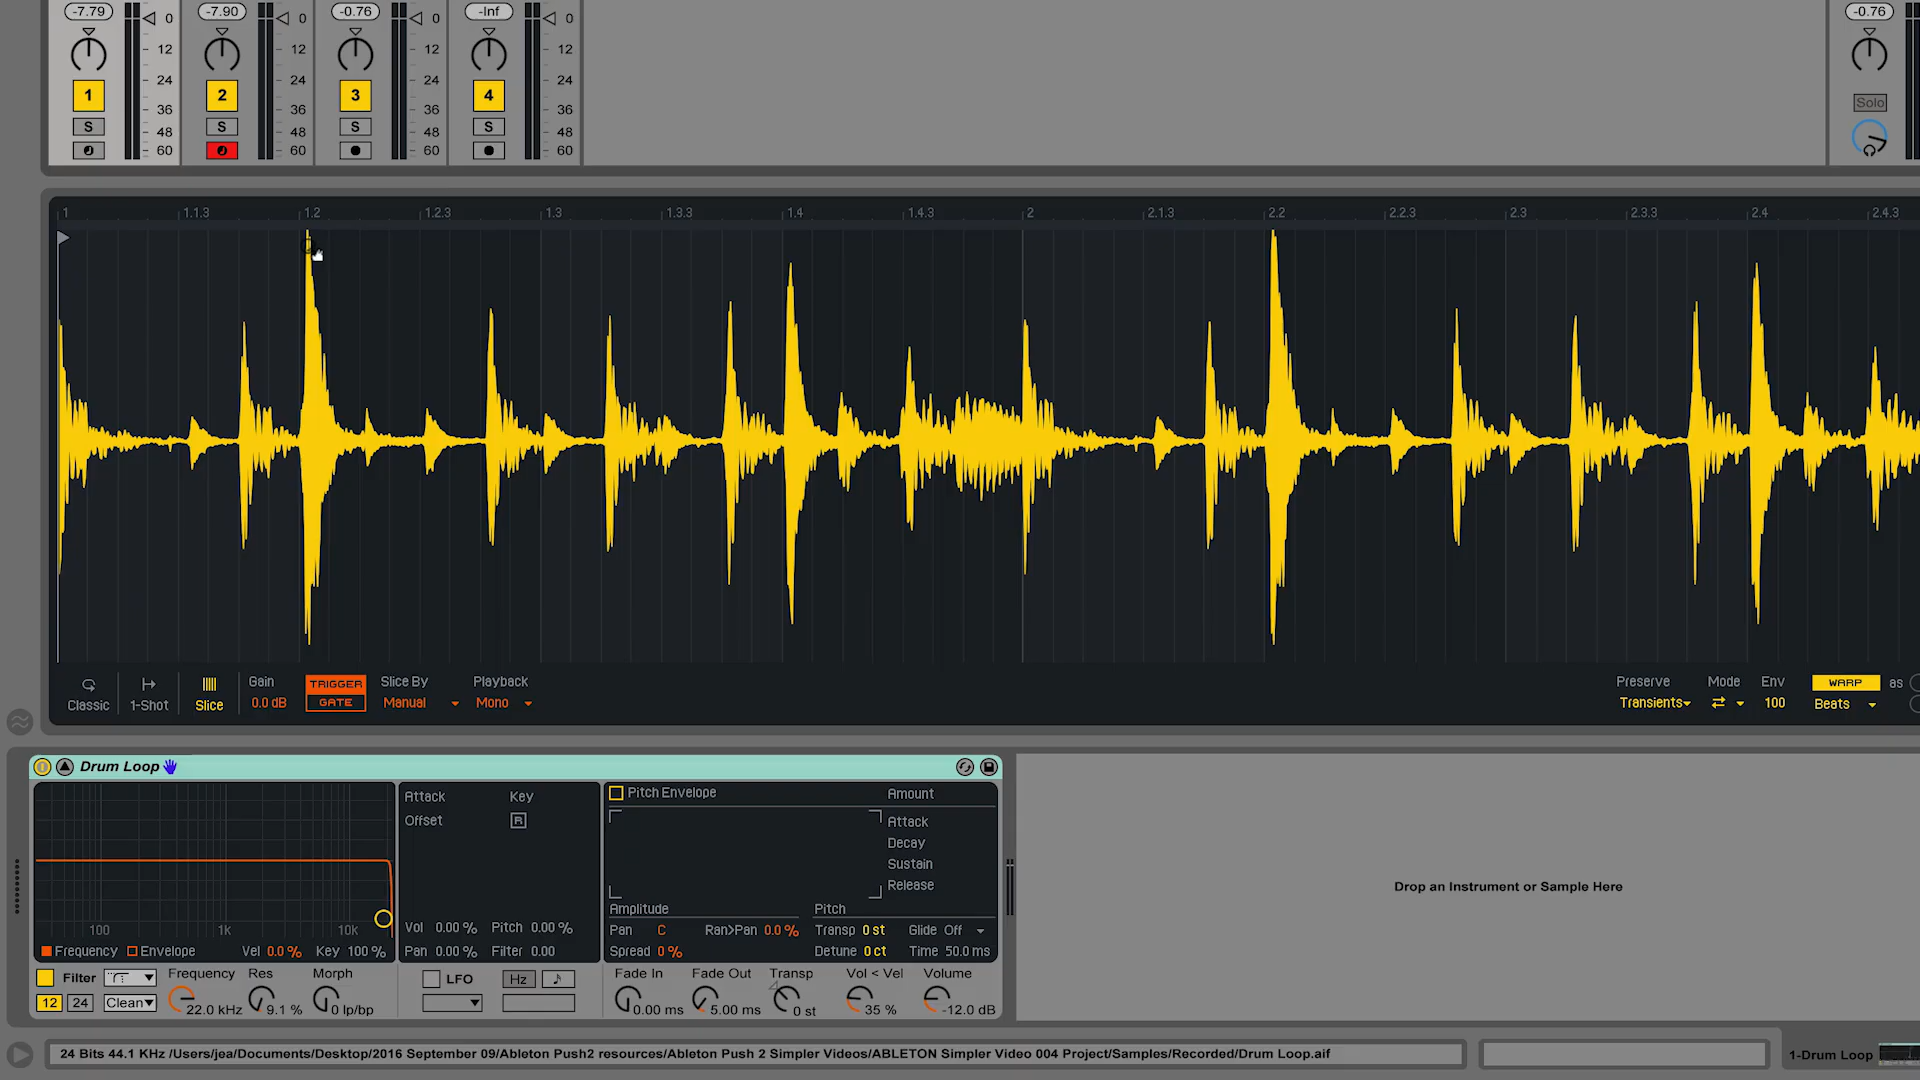 -7.79 -7.90 -0.76 -Inf -0.76
0 0 0 0
12 12 12 12
24 24 24 24
1 2 3 4
36 36 36 36
Solo
S S S S
48 48 48 48
60 60 60 60
1 1.1.3 1.2 1.2.3 1.3 1.3.3 1.4 1.4.3 2 2.1.3 2.2 2.2.3 2.3 2.3.3 2.4 2.4.3
Gain TRIGGER Slice By Playback Preserve Mode Env WARP as
Classic 1-Shot Slice 0.0 dB GATE Manual Mono Transients 100 Beats
Drum Loop
Attack Key Pitch Envelope Amount
Offset R Attack
Decay
Sustain
Release
Amplitude Pitch
Drop an Instrument or Sample Here
100 1k 10k Vol 0.00 % Pitch 0.00 % Pan C Ran>Pan 0.0 % Transp 0 st Glide Off
Frequency Envelope Vel 0.0 % Key 100 % Pan 0.00 % Filter 0.00 Spread 0 % Detune 0 ct Time 50.0 ms
Filter Frequency Res Morph LFO Hz Fade In Fade Out Transp Vol < Vel Volume
12 24 Clean 22.0 kHz 9.1 % 0 lp/bp 0.00 ms 5.00 ms 0 st 35 % -12.0 dB
24 Bits 44.1 KHz /Users/jea/Documents/Desktop/2016 September 09/Ableton Push2 resources/Ableton Push 2 Simpler Videos/ABLETON Simpler Video 004 Project/Samples/Recorded/Drum Loop.aif
1-Drum Loop